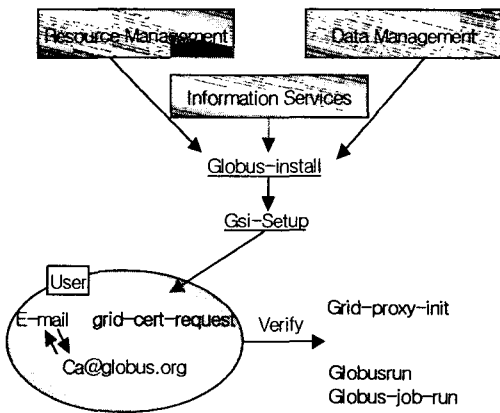 Resource Management
Data Management
Information Services
Globus-install
Gsi-Setup
User
E-mail
grid-cert-request
Ca@globus.org
Verify
Grid-proxy-init
Globusrun
Globus-job-run